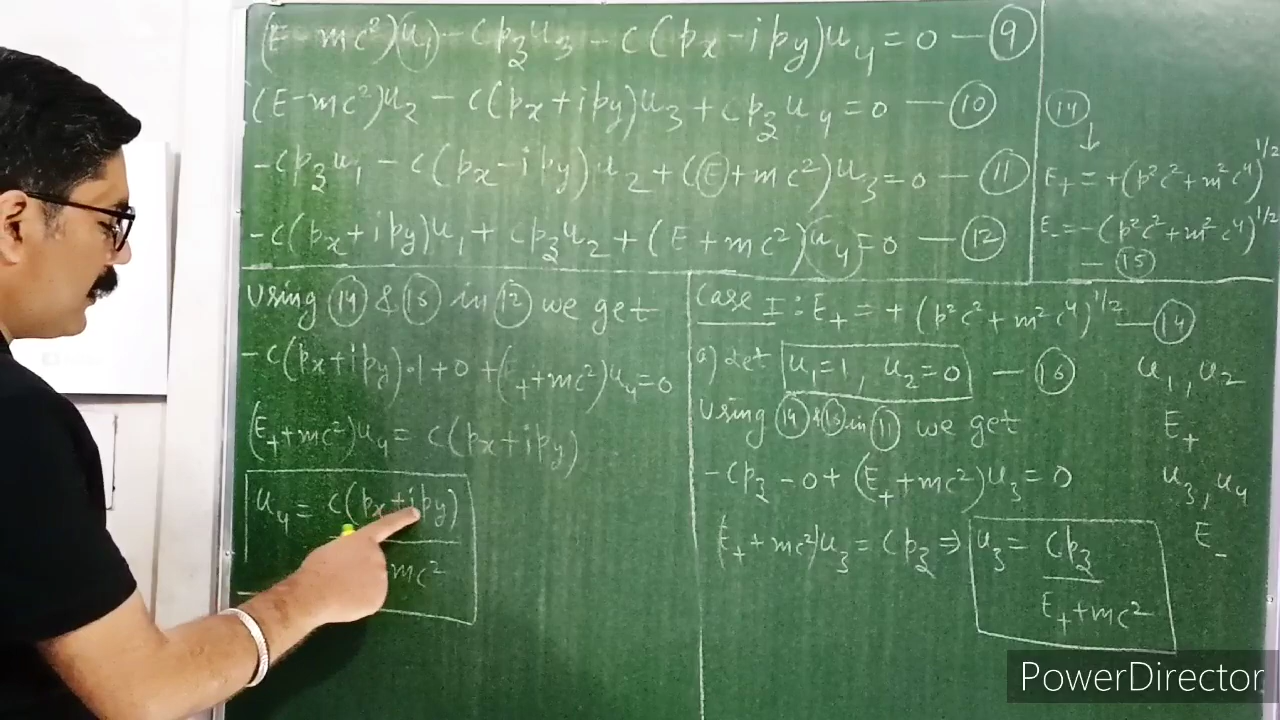 (E-mc²)u₁ - cp₃u₃ - c(px-ipy)u₄ = 0 — (9)
(E-mc²)u₂ - c(px+ipy)u₃ + cp₃u₄ = 0 — (10)
-cp₃u₁ - c(px-ipy)u₂ + (E+mc²)u₃ = 0 — (11)
-c(px+ipy)u₁ + cp₃u₂ + (E+mc²)u₄ = 0 — (12)
(14)
↓
E₊ = +(p²c²+m²c⁴)^1/2
E₋ = -(p²c²+m²c⁴)^1/2
— (15)
Using (14) & (16) in (12) we get
-c(px+ipy)·1+0+(E₊+mc²)u₄=0
(E₊+mc²)u₄ = c(px+ipy)
u₄ = c(px+ipy)
mc²
Case I : E₊ = +(p²c²+m²c⁴)^1/2 — (14)
a) Let u₁=1, u₂=0 — (16)
Using (14) & (16) in (11) we get
-cp₃ - 0 + (E₊+mc²)u₃ = 0
(E₊+mc²)u₃ = cp₃ ⇒ u₃ = cp₃
E₊+mc²
u₁, u₂
E₊
u₃, u₄
E₋
PowerDirector